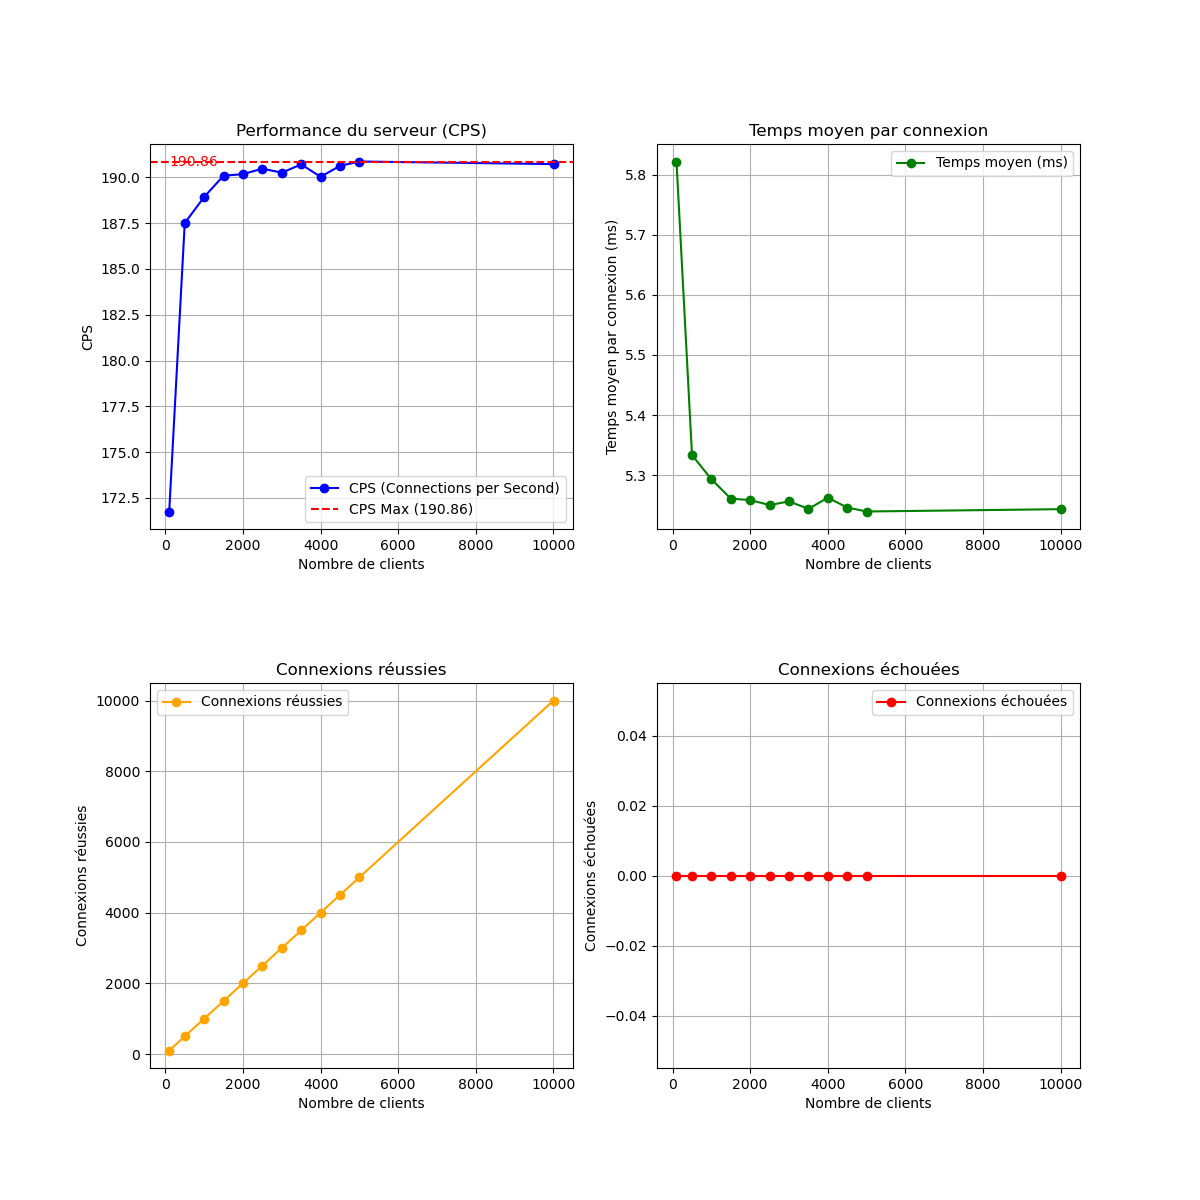 Performance du serveur (CPS)
190.86
190.0
187.5
185.0
182.5
180.0
177.5
175.0
172.5
CPS
CPS (Connections per Second)
CPS Max (190.86)
0 2000 4000 6000 8000 10000
Nombre de clients
Temps moyen par connexion
Temps moyen (ms)
5.8
5.7
5.6
5.5
5.4
5.3
Temps moyen par connexion (ms)
0 2000 4000 6000 8000 10000
Nombre de clients
Connexions réussies
Connexions réussies
10000
8000
6000
4000
2000
0
Connexions réussies
0 2000 4000 6000 8000 10000
Nombre de clients
Connexions échouées
Connexions échouées
0.04
0.02
0.00
−0.02
−0.04
Connexions échouées
0 2000 4000 6000 8000 10000
Nombre de clients